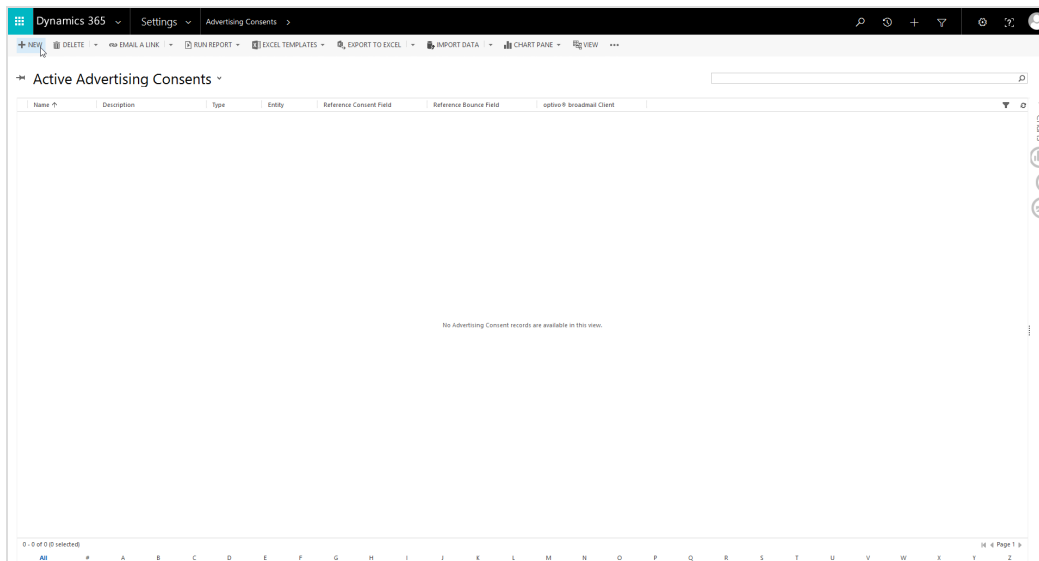 Dynamics 365 Settings Advertising Consents
NEW DELETE EMAIL A LINK RUN REPORT EXCEL TEMPLATES EXPORT TO EXCEL IMPORT DATA CHART PANE VIEW
Active Advertising Consents
Name Description Type Entity Reference Consent Field Reference Bounce Field optivo® broadmail Client
No Advertising Consent records are available in this view.
0 - 0 of 0 (0 selected) Page 1
All # A B C D E F G H I J K L M N O P Q R S T U V W X Y Z